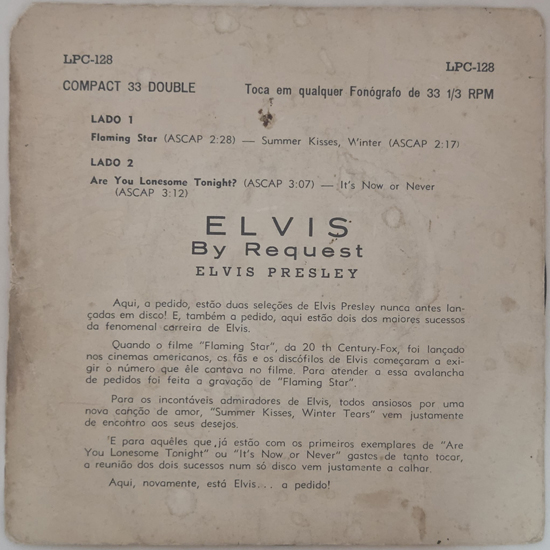 LPC-128
LPC-128
COMPACT 33 DOUBLE
Toca em qualquer Fonógrafo de 33 1/3 RPM
LADO 1
Flaming Star (ASCAP 2:28) — Summer Kisses, Winter (ASCAP 2:17)
LADO 2
Are You Lonesome Tonight? (ASCAP 3:07) — It's Now or Never
(ASCAP 3:12)
ELVIS
By Request
ELVIS PRESLEY
Aqui, a pedido, estão duas seleções de Elvis Presley nunca antes lan-
çadas em disco! E, também a pedido, aqui estão dois dos maiores sucessos
da fenomenal carreira de Elvis.
Quando o filme "Flaming Star", da 20 th Century-Fox, foi lançado
nos cinemas americanos, os fãs e os discófilos de Elvis começaram a exi-
gir o número que êle cantava no filme. Para atender a essa avalancha
de pedidos foi feita a gravação de "Flaming Star".
Para os incontáveis admiradores de Elvis, todos ansiosos por uma
nova canção de amor, "Summer Kisses, Winter Tears" vem justamente
de encontro aos seus desejos.
E para aquêles que já estão com os primeiros exemplares de "Are
You Lonesome Tonight" ou "It's Now or Never" gastos de tanto tocar,
a reunião dos dois sucessos num só disco vem justamente a calhar.
Aqui, novamente, está Elvis... a pedido!